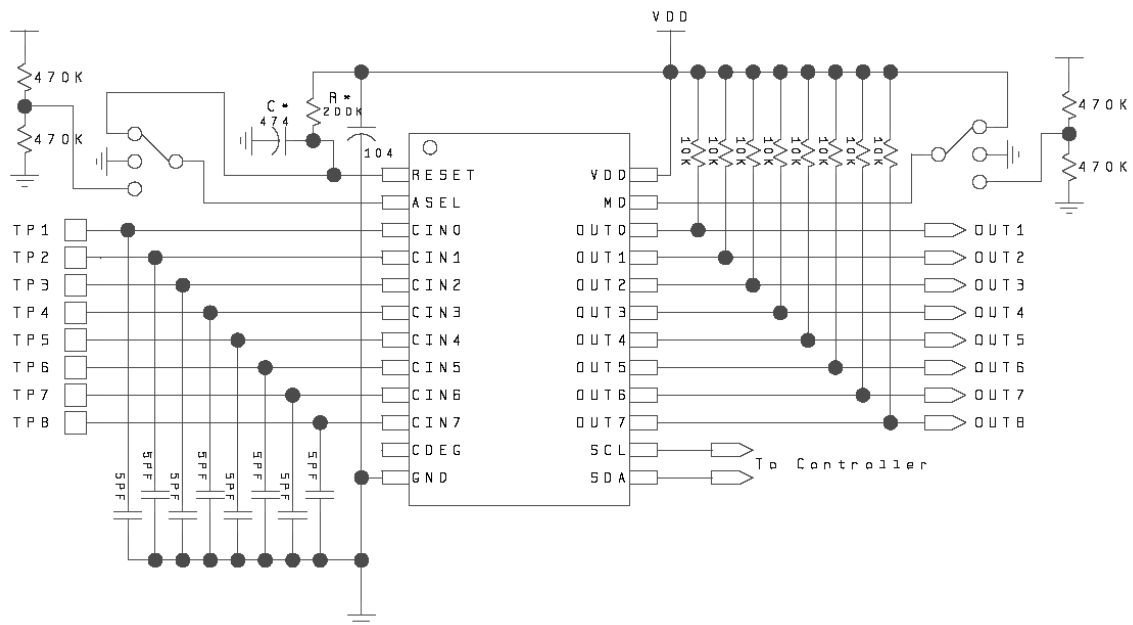 VDD
470K
470K
C*
474
R*
200K
104
10K
10K
10K
10K
10K
10K
10K
10K
470K
470K
RESET
VDD
ASEL
MD
TP1 CIN0 OUT0 OUT1
TP2 CIN1 OUT1 OUT2
TP3 CIN2 OUT2 OUT3
TP4 CIN3 OUT3 OUT4
TP5 CIN4 OUT4 OUT5
TP6 CIN5 OUT5 OUT6
TP7 CIN6 OUT6 OUT7
TP8 CIN7 OUT7 OUT8
CDEG SCL
To Controller
GND SDA
5PF
5PF
5PF
5PF
5PF
5PF
5PF
5PF